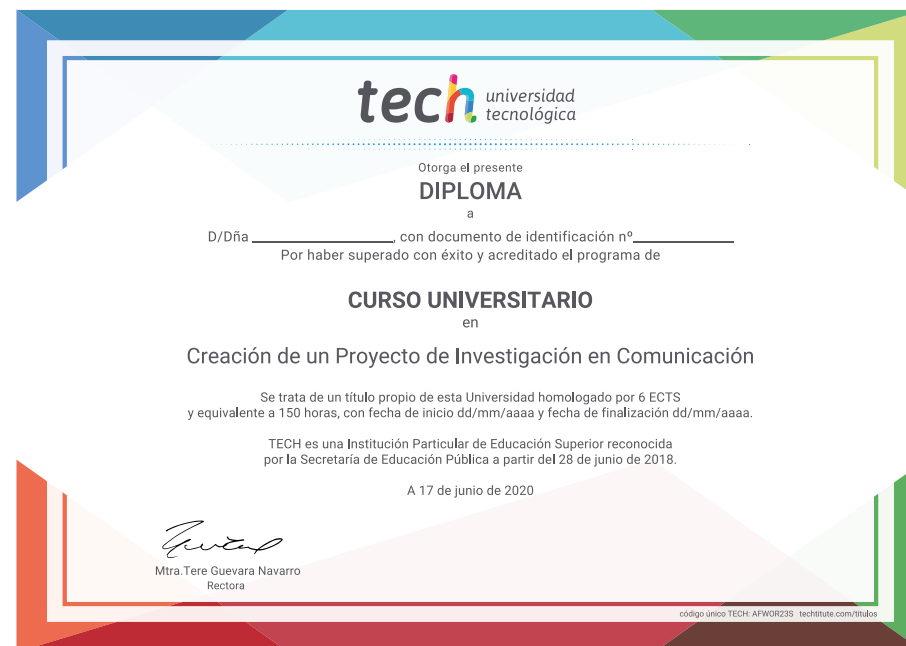 tech universidad
tecnológica
Otorga el presente
DIPLOMA
a
D/Dña ____________________, con documento de identificación nº______________
Por haber superado con éxito y acreditado el programa de
CURSO UNIVERSITARIO
en
Creación de un Proyecto de Investigación en Comunicación
Se trata de un título propio de esta Universidad homologado por 6 ECTS
y equivalente a 150 horas, con fecha de inicio dd/mm/aaaa y fecha de finalización dd/mm/aaaa.
TECH es una Institución Particular de Educación Superior reconocida
por la Secretaría de Educación Pública a partir del 28 de junio de 2018.
A 17 de junio de 2020
Mtra.Tere Guevara Navarro
Rectora
código único TECH: AFWOR23S techtitute.com/titulos